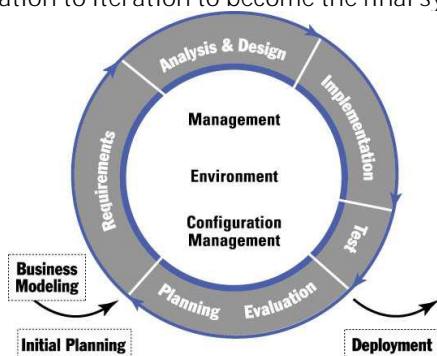 ation to iteration to become the final sy
Analysis & Design
Requirements
Implementation
Management
Environment
Configuration
Management
Test
Business
Modeling
Planning
Evaluation
Initial Planning
Deployment